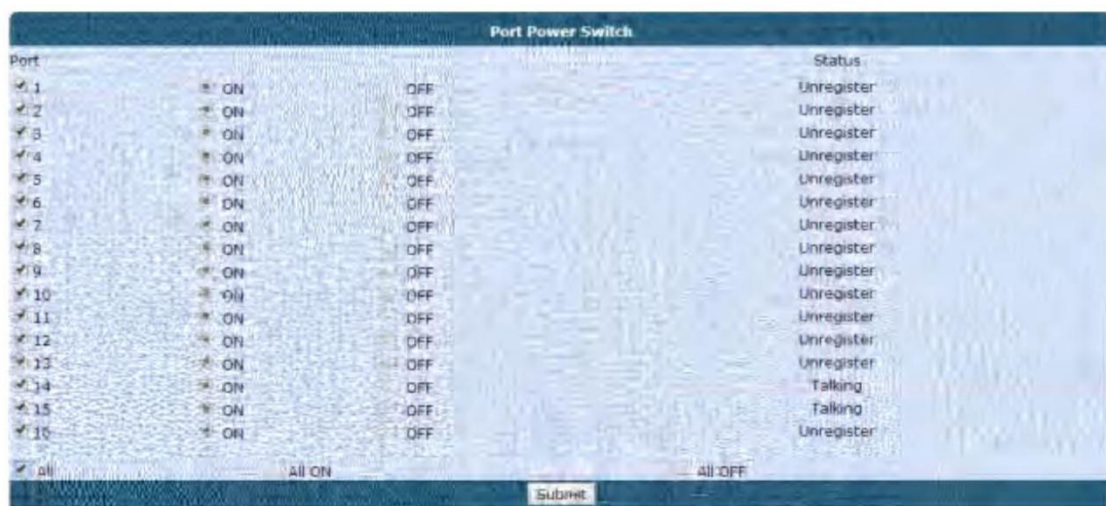 Port Power Switch
Port Status
1 ON OFF Unregister
2 ON OFF Unregister
3 ON OFF Unregister
4 ON OFF Unregister
5 ON OFF Unregister
6 ON OFF Unregister
7 ON OFF Unregister
8 ON OFF Unregister
9 ON OFF Unregister
10 ON OFF Unregister
11 ON OFF Unregister
12 ON OFF Unregister
13 ON OFF Unregister
14 ON OFF Talking
15 ON OFF Talking
16 ON OFF Unregister
All All ON All OFF
Submit